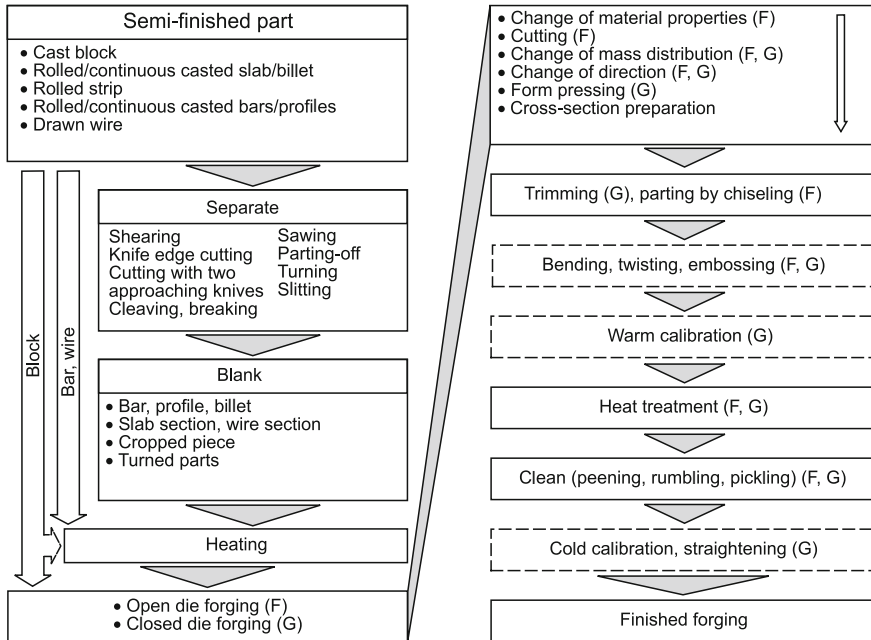 Semi-finished part
• Cast block
• Rolled/continuous casted slab/billet
• Rolled strip
• Rolled/continuous casted bars/profiles
• Drawn wire
Block
Bar, wire
Separate
Shearing
Knife edge cutting
Cutting with two
approaching knives
Cleaving, breaking
Sawing
Parting-off
Turning
Slitting
Blank
• Bar, profile, billet
• Slab section, wire section
• Cropped piece
• Turned parts
Heating
• Open die forging (F)
• Closed die forging (G)
• Change of material properties (F)
• Cutting (F)
• Change of mass distribution (F, G)
• Change of direction (F, G)
• Form pressing (G)
• Cross-section preparation
Trimming (G), parting by chiseling (F)
Bending, twisting, embossing (F, G)
Warm calibration (G)
Heat treatment (F, G)
Clean (peening, rumbling, pickling) (F, G)
Cold calibration, straightening (G)
Finished forging